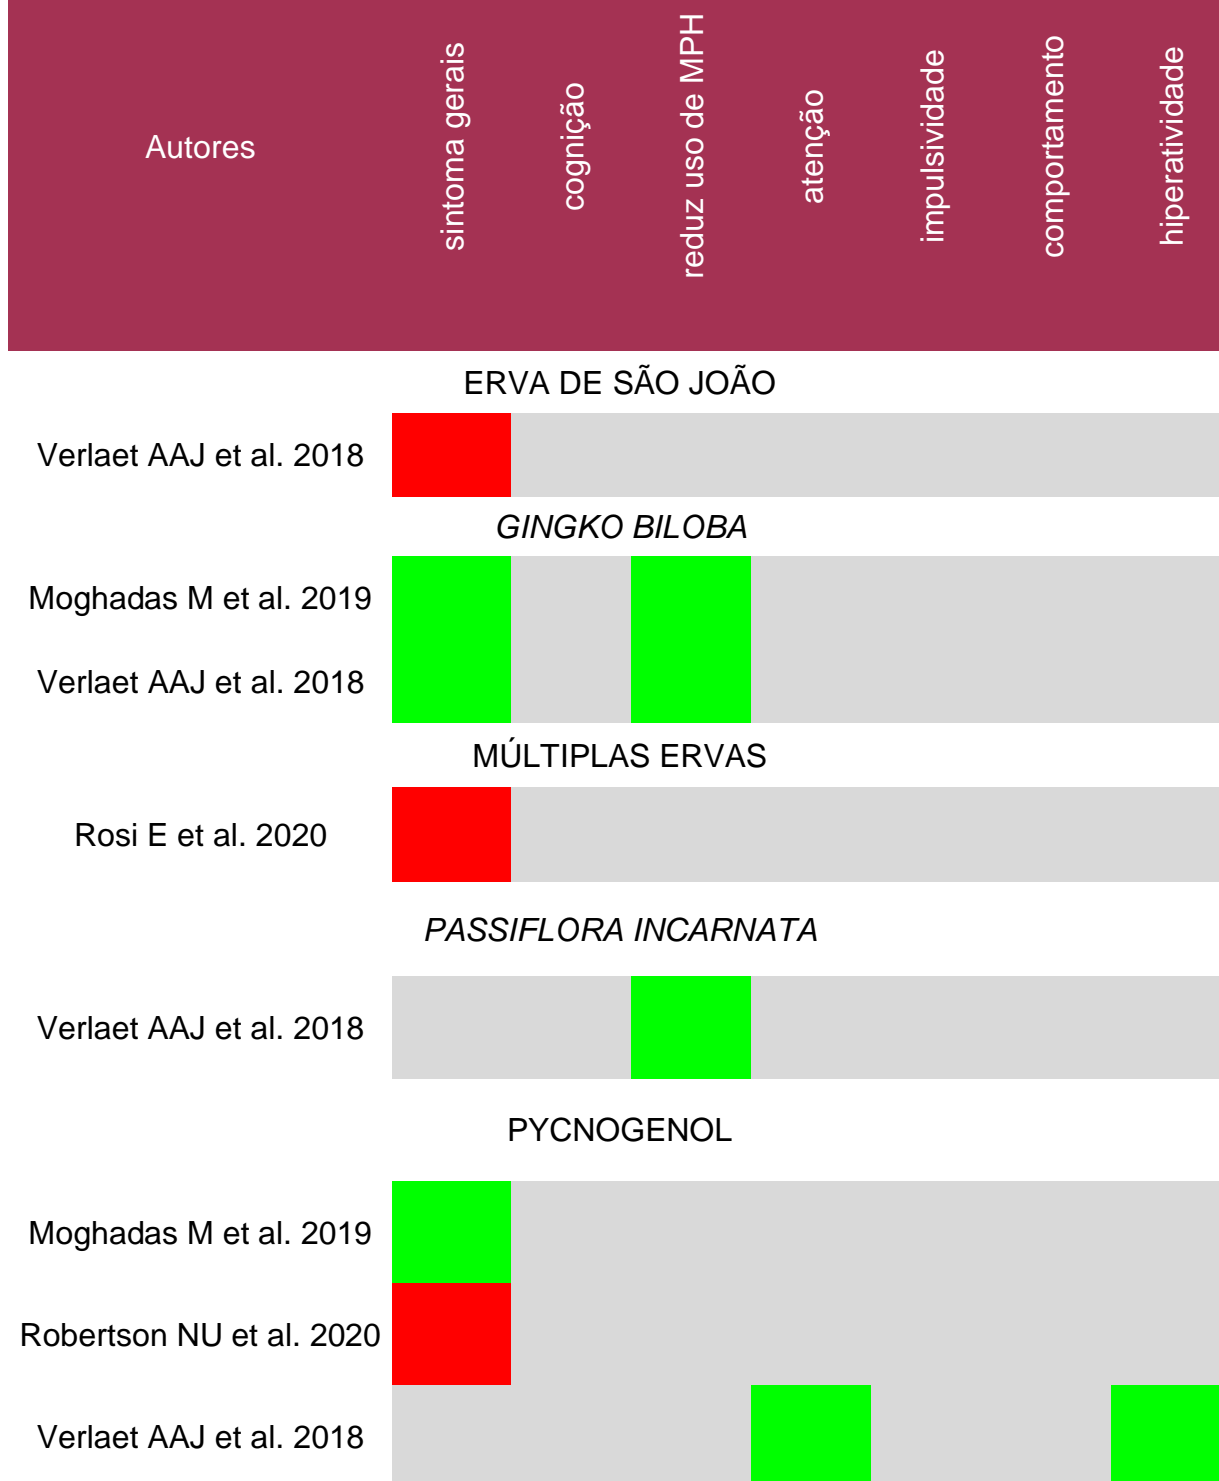 Autores
sintoma gerais
cognição
reduz uso de MPH
atenção
impulsividade
comportamento
hiperatividade
ERVA DE SÃO JOÃO
Verlaet AAJ et al. 2018
GINGKO BILOBA
Moghadas M et al. 2019
Verlaet AAJ et al. 2018
MÚLTIPLAS ERVAS
Rosi E et al. 2020
PASSIFLORA INCARNATA
Verlaet AAJ et al. 2018
PYCNOGENOL
Moghadas M et al. 2019
Robertson NU et al. 2020
Verlaet AAJ et al. 2018